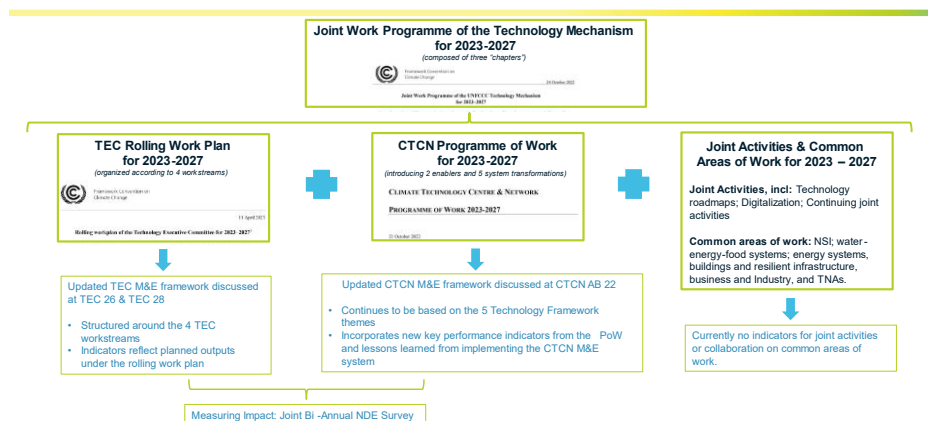 Joint Work Programme of the Technology Mechanism
for 2023-2027
(composed of three "chapters")
Framework Convention on
Climate Change
24 October 2022
Joint Work Programme of the UNFCCC Technology Mechanism
for 2023–2027
TEC Rolling Work Plan
for 2023-2027
(organized according to 4 workstreams)
Framework Convention on
Climate Change
11 April 2023
Rolling workplan of the Technology Executive Committee for 2023–2027¹
CTCN Programme of Work
for 2023-2027
(introducing 2 enablers and 5 system transformations)
CLIMATE TECHNOLOGY CENTRE & NETWORK
PROGRAMME OF WORK 2023-2027
October 2022
Joint Activities & Common
Areas of Work for 2023 – 2027
Joint Activities, incl: Technology
roadmaps; Digitalization; Continuing joint
activities
Common areas of work: NSI; water-
energy-food systems; energy systems,
buildings and resilient infrastructure,
business and Industry, and TNAs.
Updated TEC M&E framework discussed
at TEC 26 & TEC 28
• Structured around the 4 TEC
workstreams
• Indicators reflect planned outputs
under the rolling work plan
Updated CTCN M&E framework discussed at CTCN AB 22
• Continues to be based on the 5 Technology Framework
themes
• Incorporates new key performance indicators from the PoW
and lessons learned from implementing the CTCN M&E
system
Currently no indicators for joint activities
or collaboration on common areas of
work.
Measuring Impact: Joint Bi -Annual NDE Survey